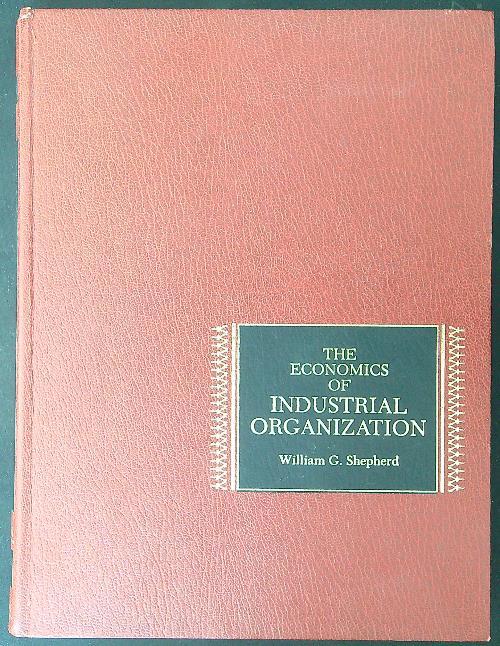 THE
ECONOMICS
OF
INDUSTRIAL
ORGANIZATION
William G. Shepherd